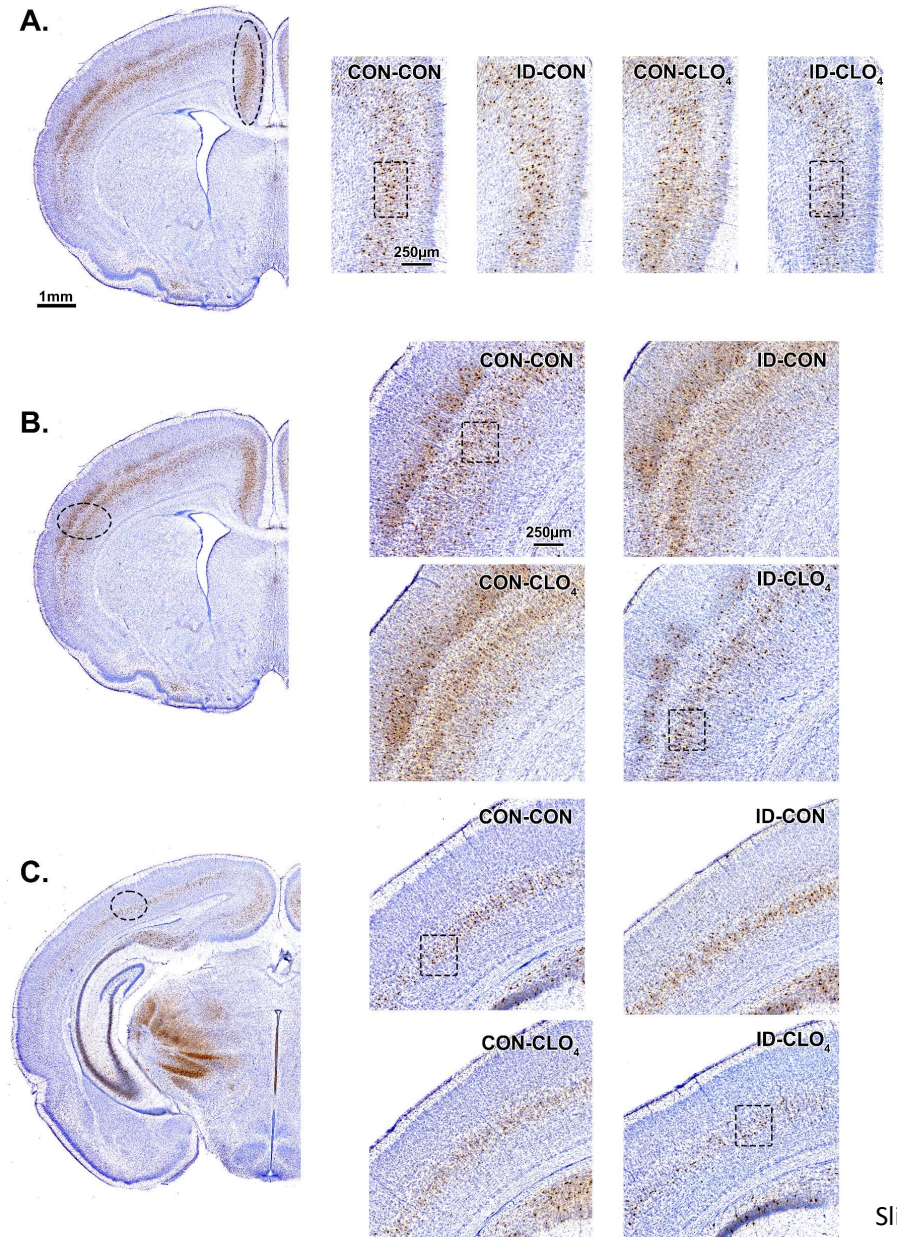 A.
CON-CON
ID-CON
CON-CLO₄
ID-CLO₄
250µm
1mm
B.
CON-CON
ID-CON
250µm
CON-CLO₄
ID-CLO₄
C.
CON-CON
ID-CON
CON-CLO₄
ID-CLO₄
Sli